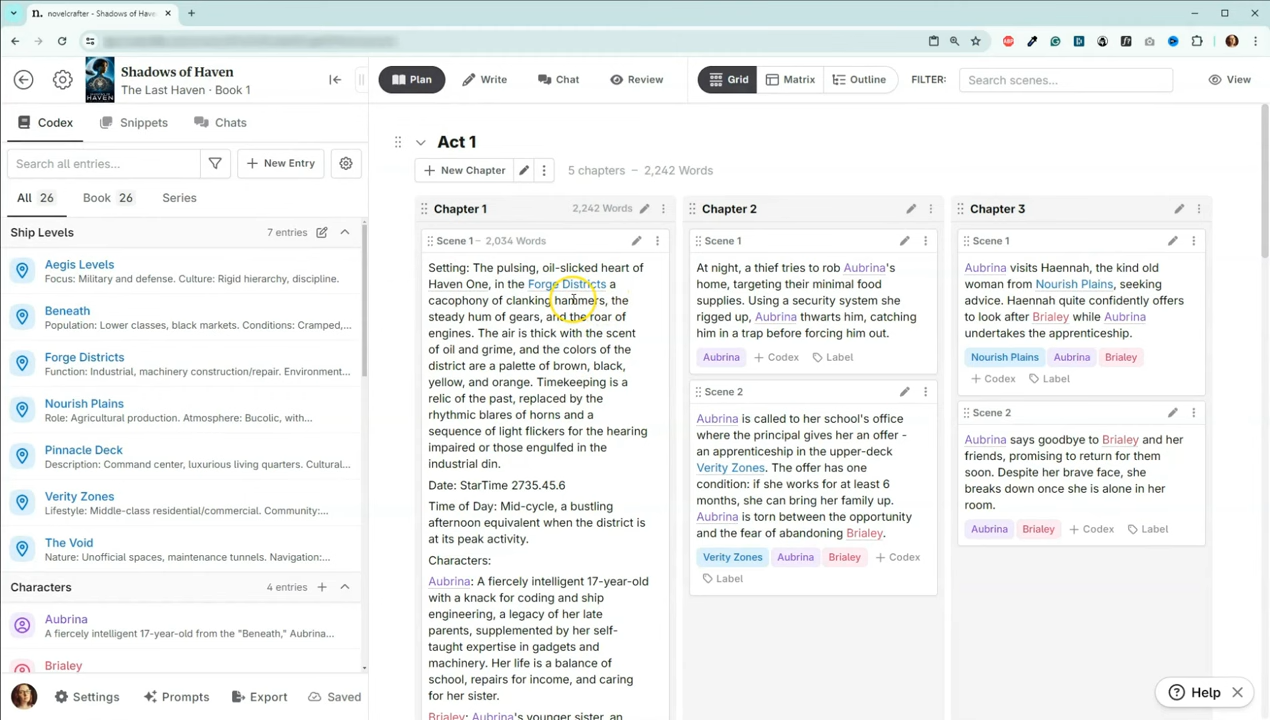 novelcrafter - Shadows of Have
Shadows of Haven
The Last Haven · Book 1
Plan
Write
Chat
Review
Grid
Matrix
Outline
FILTER:
Search scenes...
View
Codex
Snippets
Chats
Search all entries...
+ New Entry
All 26
Book 26
Series
Ship Levels
7 entries
Aegis Levels
Focus: Military and defense. Culture: Rigid hierarchy, discipline.
Beneath
Population: Lower classes, black markets. Conditions: Cramped,...
Forge Districts
Function: Industrial, machinery construction/repair. Environment...
Nourish Plains
Role: Agricultural production. Atmosphere: Bucolic, with...
Pinnacle Deck
Description: Command center, luxurious living quarters. Cultural...
Verity Zones
Lifestyle: Middle-class residential/commercial. Community:...
The Void
Nature: Unofficial spaces, maintenance tunnels. Navigation:...
Characters
4 entries +
Aubrina
A fiercely intelligent 17-year-old from the "Beneath," Aubrina...
Brialey
Settings
Prompts
Export
Saved
Act 1
+ New Chapter
5 chapters – 2,242 Words
Chapter 1
2,242 Words
Scene 1 – 2,034 Words
Setting: The pulsing, oil-slicked heart of
Haven One, in the Forge Districts a
cacophony of clanking hammers, the
steady hum of gears, and the roar of
engines. The air is thick with the scent
of oil and grime, and the colors of the
district are a palette of brown, black,
yellow, and orange. Timekeeping is a
relic of the past, replaced by the
rhythmic blares of horns and a
sequence of light flickers for the hearing
impaired or those engulfed in the
industrial din.
Date: StarTime 2735.45.6
Time of Day: Mid-cycle, a bustling
afternoon equivalent when the district is
at its peak activity.
Characters:
Aubrina: A fiercely intelligent 17-year-old
with a knack for coding and ship
engineering, a legacy of her late
parents, supplemented by her self-
taught expertise in gadgets and
machinery. Her life is a balance of
school, repairs for income, and caring
for her sister.
Brialey: Aubrina's younger sister, an
Chapter 2
Scene 1
At night, a thief tries to rob Aubrina's
home, targeting their minimal food
supplies. Using a security system she
rigged up, Aubrina thwarts him, catching
him in a trap before forcing him out.
Aubrina + Codex Label
Scene 2
Aubrina is called to her school's office
where the principal gives her an offer -
an apprenticeship in the upper-deck
Verity Zones. The offer has one
condition: if she works for at least 6
months, she can bring her family up.
Aubrina is torn between the opportunity
and the fear of abandoning Brialey.
Verity Zones Aubrina Brialey + Codex
Label
Chapter 3
Scene 1
Aubrina visits Haennah, the kind old
woman from Nourish Plains, seeking
advice. Haennah quite confidently offers
to look after Brialey while Aubrina
undertakes the apprenticeship.
Nourish Plains Aubrina Brialey
+ Codex Label
Scene 2
Aubrina says goodbye to Brialey and her
friends, promising to return for them
soon. Despite her brave face, she
breaks down once she is alone in her
room.
Aubrina Brialey + Codex Label
Help